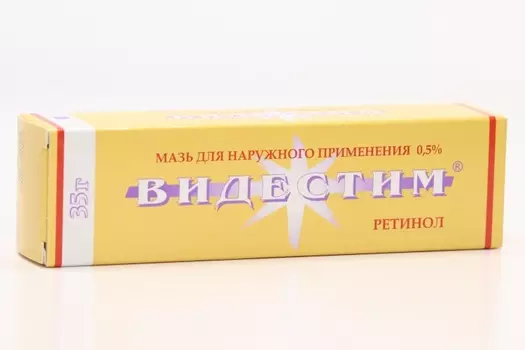 МАЗЬ ДЛЯ НАРУЖНОГО ПРИМЕНЕНИЯ 0,5%
ВИДЕСТИМ®
РЕТИНОЛ
35г